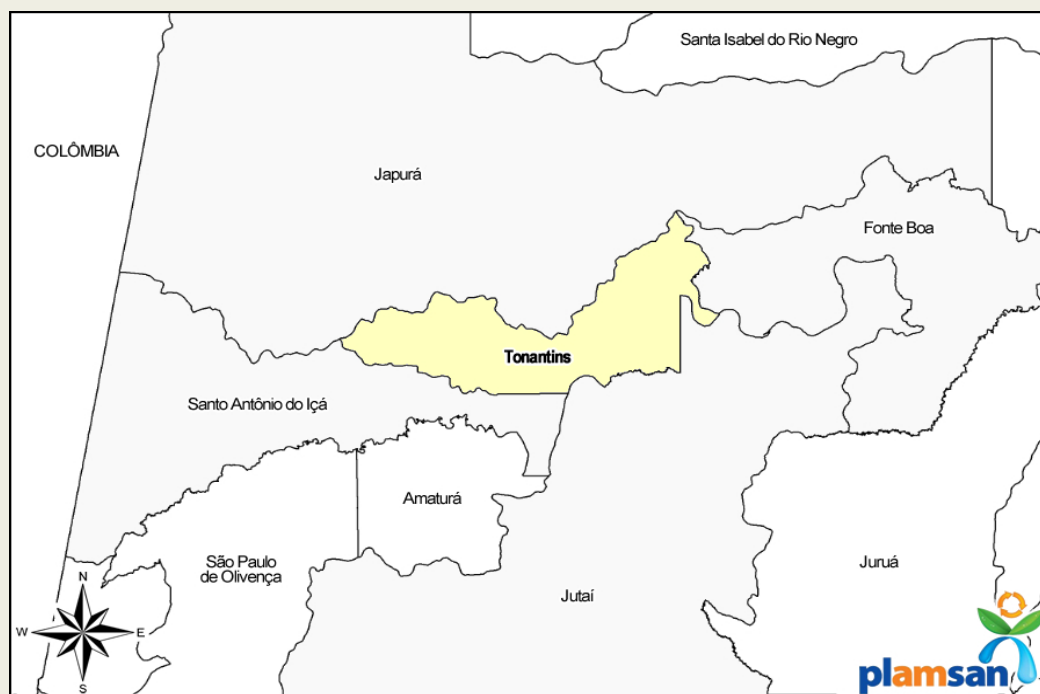 Santa Isabel do Rio Negro
COLÔMBIA
Japurá
Fonte Boa
Tonantins
Santo Antônio do Içá
Amaturá
São Paulo
de Olivença
Juruá
Jutaí
N
W
E
S
plamsan